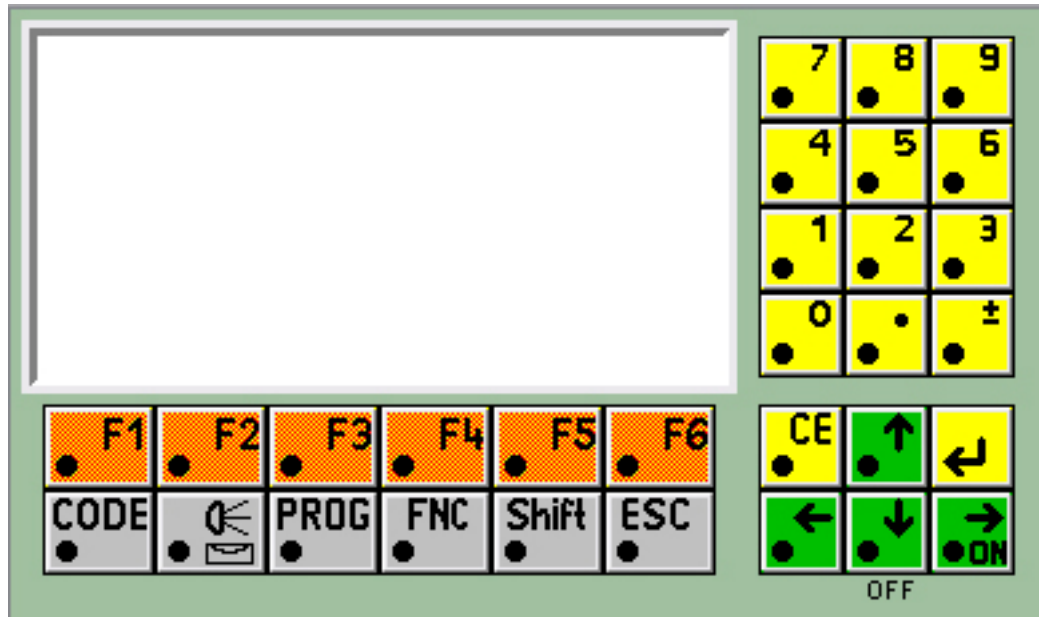 7 8 9
4 5 6
1 2 3
0 . ±
F1 F2 F3 F4 F5 F6
CE ↑ ↵
CODE PROG FNC Shift ESC
← ↓ → ON
OFF